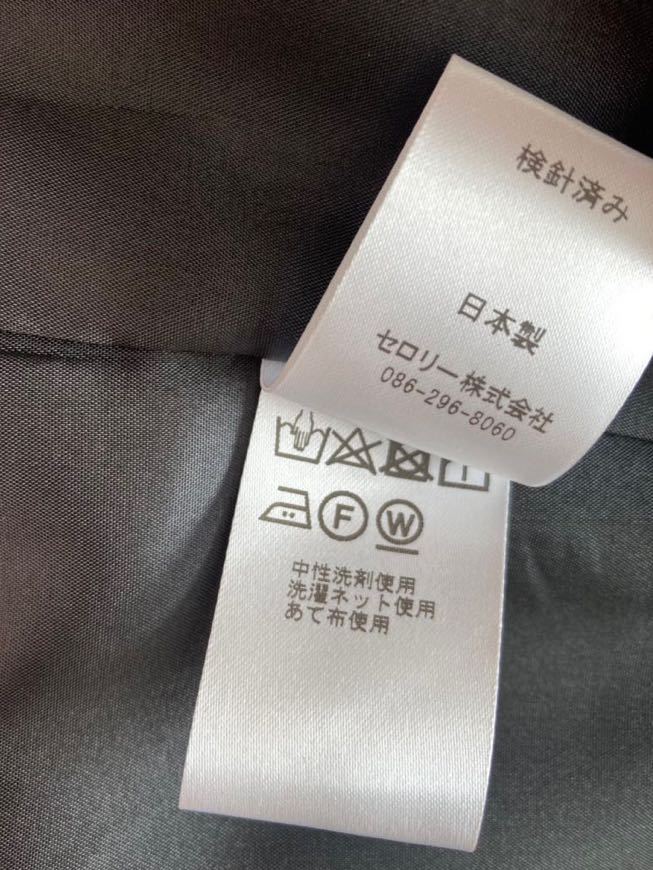 検針済み
日本製
セロリー株式会社
086-296-8060
F W
中性洗剤使用
洗濯ネット使用
あて布使用